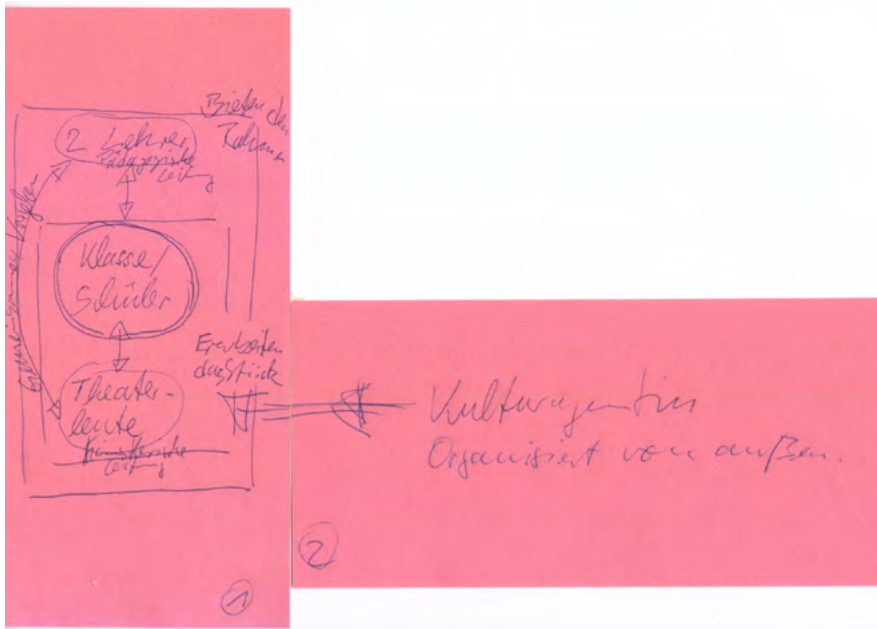 Bieten den
Rahmen
2 Lehrer
Pädagogische
Leitung
Klasse/
Schüler
Erarbeiten
das Stück
Theater-
leute
Künstlerische
Leitung
1
Kulturagentin
Organisiert von außen.
2